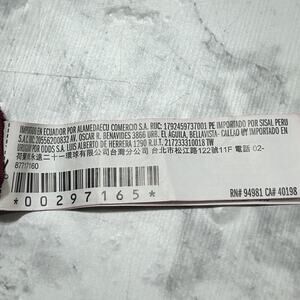 IMPORTADO EN ECUADOR POR ALAMEDAECU COMERCIO S.A. RUC: 1792459737001 PE IMPORTADO POR SISAL PERU
S.A.C RUC:20556200832 AV. OSCAR R. BENAVIDES 3866 URB. EL AGUILA, BELLAVISTA- CALLAO UY IMPORTADO EN
URUGUAY POR ODOS S.A. LUIS ALBERTO DE HERRERA 1290 R.U.T. 217233310018 TW
荷屬永遠二十一環球有限公司台灣分公司 台北市松江路122號11F 電話 02-
87717160
*00297165*
RN# 94981 CA# 40198